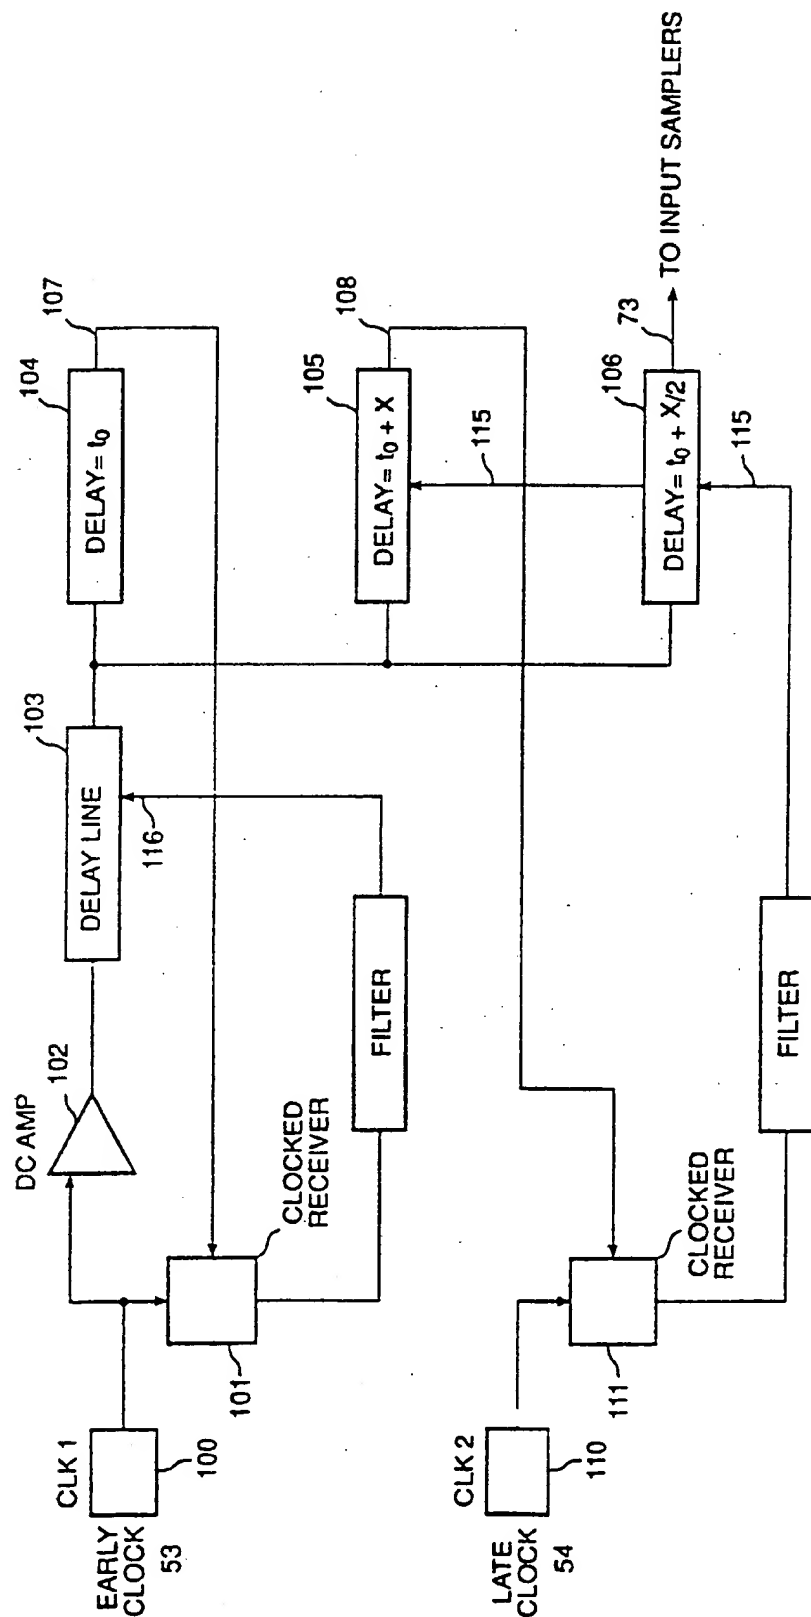 CLK 1
EARLY
CLOCK
53
100
101
DC AMP
102
CLOCKED
RECEIVER
FILTER
DELAY LINE
103
116
DELAY= t0
104
107
DELAY= t0 + X
105
108
115
DELAY= t0 + X/2
106
73
TO INPUT SAMPLERS
115
CLK 2
LATE
CLOCK
54
110
111
CLOCKED
RECEIVER
FILTER